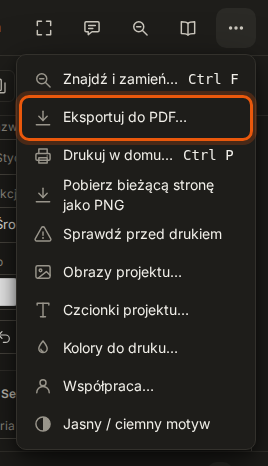 Znajdź i zamień... Ctrl F
Eksportuj do PDF...
Drukuj w domu... Ctrl P
Pobierz bieżącą stronę
jako PNG
Sprawdź przed drukiem
Obrazy projektu...
Czcionki projektu...
Kolory do druku...
Współpraca...
Jasny / ciemny motyw